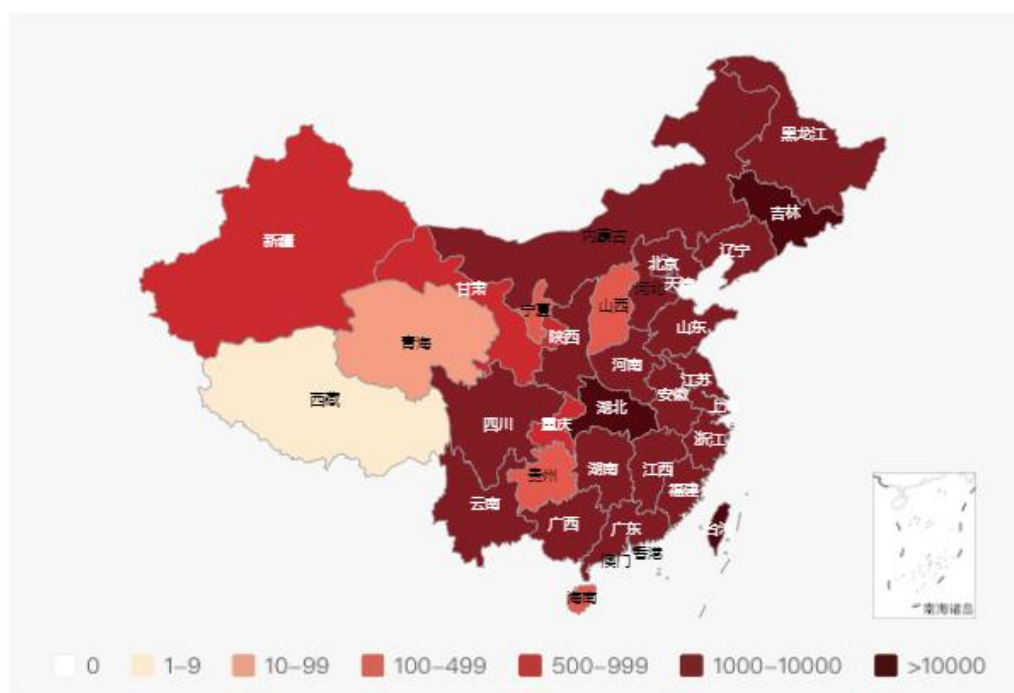 黑龙江
吉林
新疆
内蒙古
辽宁
北京
天津
甘肃
河北
宁夏
山西
山东
陕西
青海
河南
江苏
西藏
安徽
上海
湖北
四川
重庆
浙江
湖南
江西
贵州
福建
云南
广西
广东
台湾
香港
澳门
海南
南海诸岛
0 1-9 10-99 100-499 500-999 1000-10000 >10000